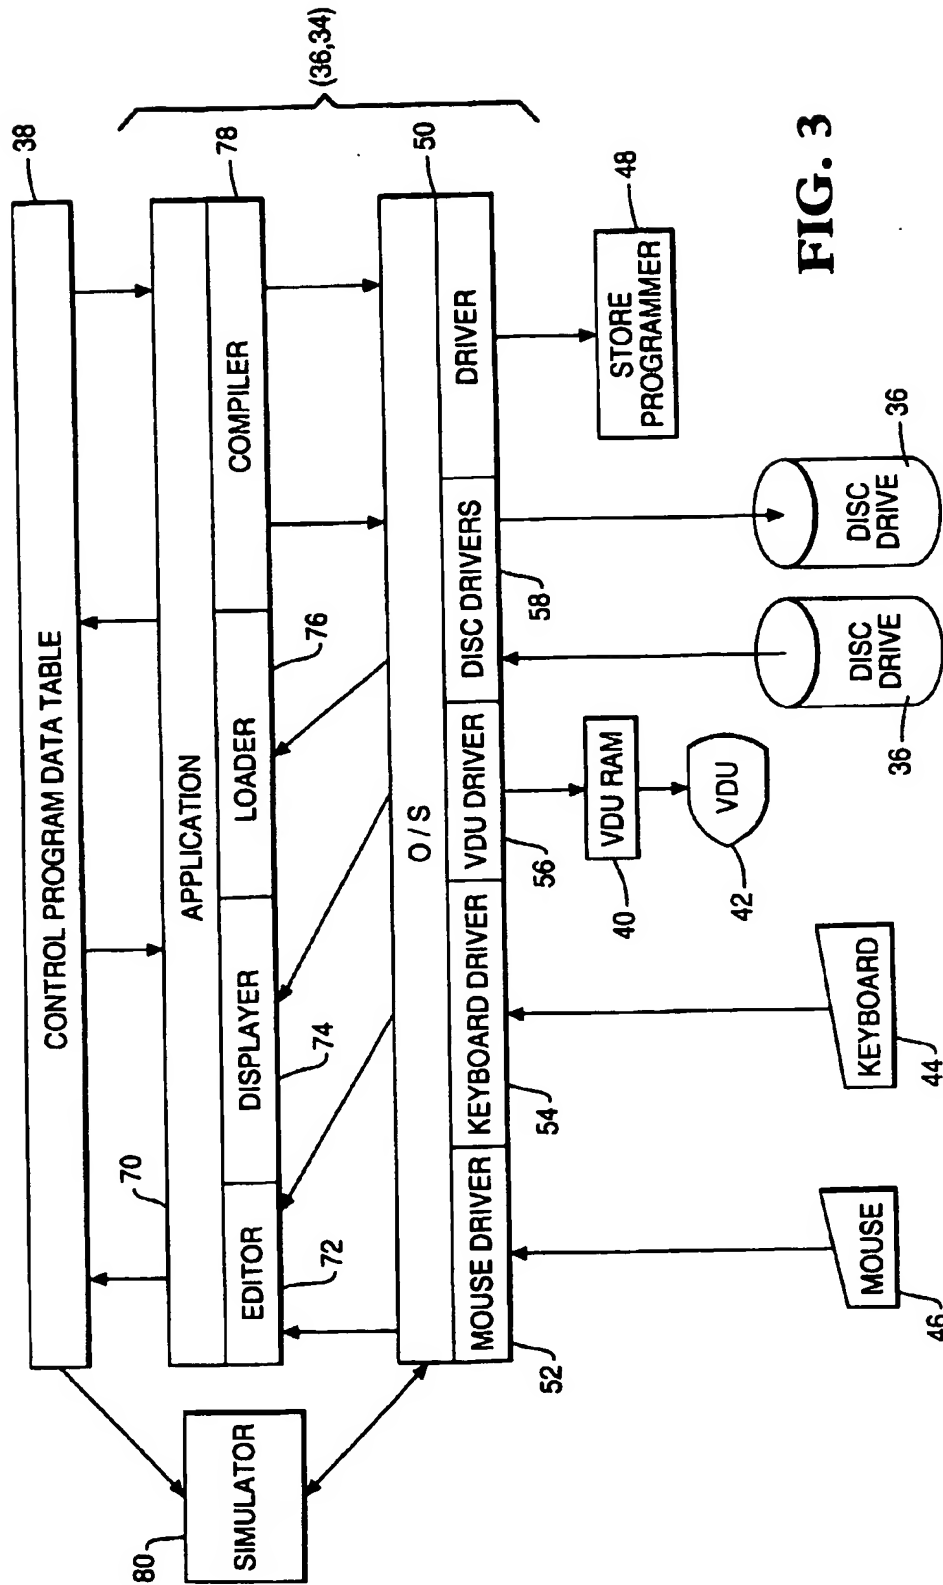 38
CONTROL PROGRAM DATA TABLE
(36,34)
70
APPLICATION
78
EDITOR
DISPLAYER
LOADER
COMPILER
72
74
76
80
SIMULATOR
50
O / S
MOUSE DRIVER
KEYBOARD DRIVER
VDU DRIVER
DISC DRIVERS
DRIVER
52
54
56
58
40
VDU RAM
48
STORE
PROGRAMMER
42
VDU
46
MOUSE
44
KEYBOARD
36
DISC
DRIVE
36
DISC
DRIVE
FIG. 3